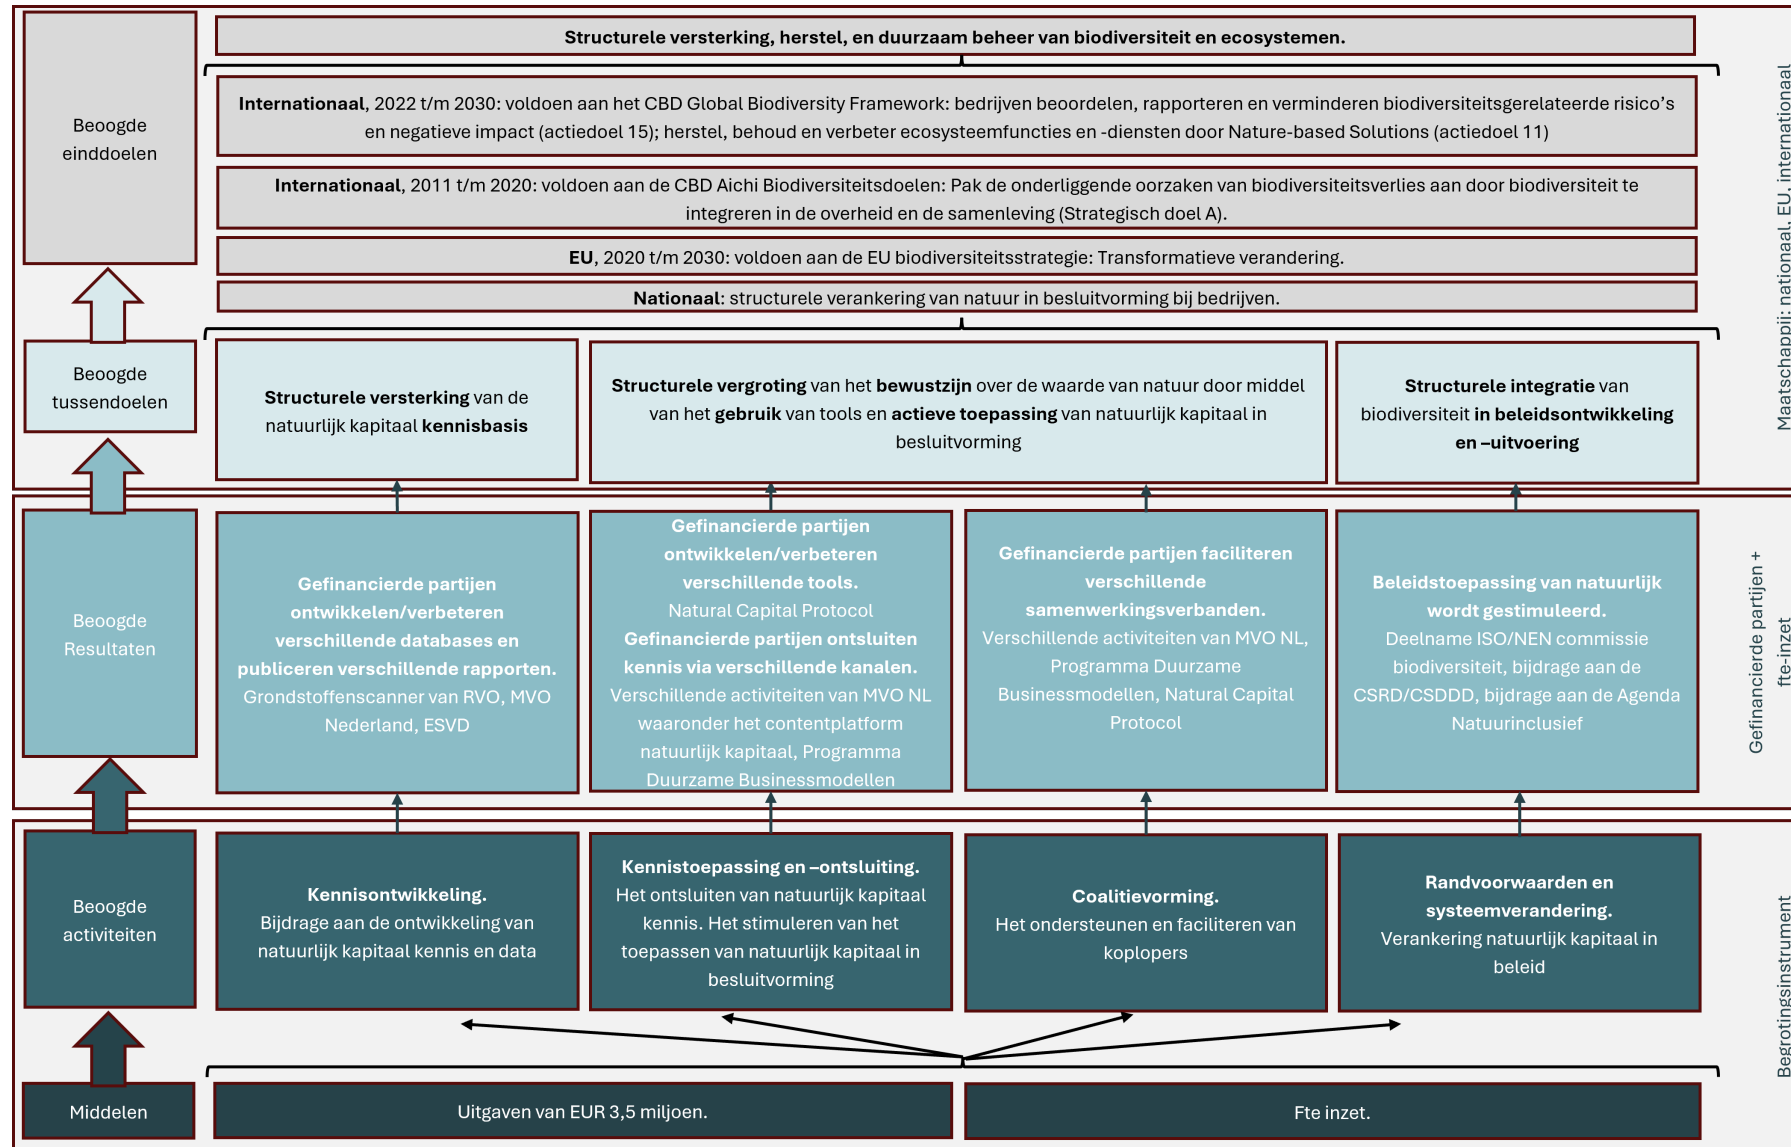 Structurele versterking, herstel, en duurzaam beheer van biodiversiteit en ecosystemen.
Beoogde
einddoelen
Internationaal, 2022 t/m 2030: voldoen aan het CBD Global Biodiversity Framework: bedrijven beoordelen, rapporteren en verminderen biodiversiteitsgerelateerde risico's
en negatieve impact (actiedoel 15); herstel, behoud en verbeter ecosysteemfuncties en -diensten door Nature-based Solutions (actiedoel 11)
Internationaal, 2011 t/m 2020: voldoen aan de CBD Aichi Biodiversiteitsdoelen: Pak de onderliggende oorzaken van biodiversiteitsverlies aan door biodiversiteit te
integreren in de overheid en de samenleving (Strategisch doel A).
EU, 2020 t/m 2030: voldoen aan de EU biodiversiteitsstrategie: Transformatieve verandering.
Nationaal: structurele verankering van natuur in besluitvorming bij bedrijven.
Maatschappij: nationaal, EU, internationaal
Beoogde
tussendoelen
Structurele versterking van de
natuurlijk kapitaal kennisbasis
Structurele vergroting van het bewustzijn over de waarde van natuur door middel
van het gebruik van tools en actieve toepassing van natuurlijk kapitaal in
besluitvorming
Structurele integratie van
biodiversiteit in beleidsontwikkeling
en –uitvoering
Beoogde
Resultaten
Gefinancierde partijen
ontwikkelen/verbeteren
verschillende databases en
publiceren verschillende rapporten.
Grondstoffenscanner van RVO, MVO
Nederland, ESVD
Gefinancierde partijen
ontwikkelen/verbeteren
verschillende tools.
Natural Capital Protocol
Gefinancierde partijen ontsluiten
kennis via verschillende kanalen.
Verschillende activiteiten van MVO NL
waaronder het contentplatform
natuurlijk kapitaal, Programma
Duurzame Businessmodellen
Gefinancierde partijen faciliteren
verschillende
samenwerkingsverbanden.
Verschillende activiteiten van MVO NL,
Programma Duurzame
Businessmodellen, Natural Capital
Protocol
Beleidstoepassing van natuurlijk
wordt gestimuleerd.
Deelname ISO/NEN commissie
biodiversiteit, bijdrage aan de
CSRD/CSDDD, bijdrage aan de Agenda
Natuurinclusief
Gefinancierde partijen +
fte-inzet
Beoogde
activiteiten
Kennisontwikkeling.
Bijdrage aan de ontwikkeling van
natuurlijk kapitaal kennis en data
Kennistoepassing en –ontsluiting.
Het ontsluiten van natuurlijk kapitaal
kennis. Het stimuleren van het
toepassen van natuurlijk kapitaal in
besluitvorming
Coalitievorming.
Het ondersteunen en faciliteren van
koplopers
Randvoorwaarden en
systeemverandering.
Verankering natuurlijk kapitaal in
beleid
Begrotingsinstrument
Middelen
Uitgaven van EUR 3,5 miljoen.
Fte inzet.